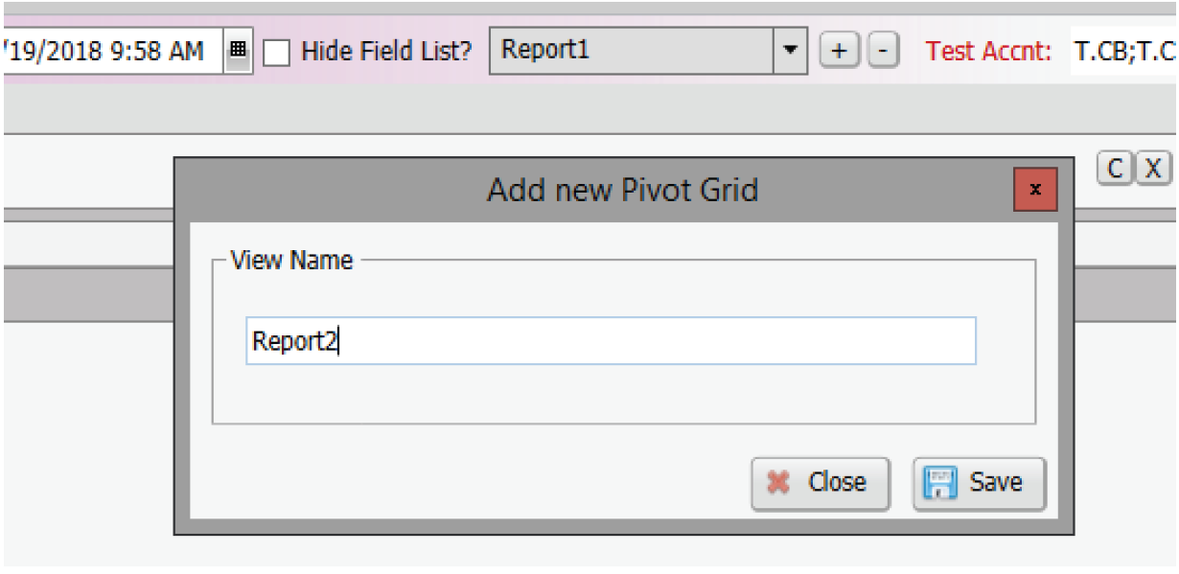 /19/2018 9:58 AM Hide Field List? Report1 + - Test Accnt: T.CB;T.C
C X
Add new Pivot Grid x
View Name
Report2
Close Save